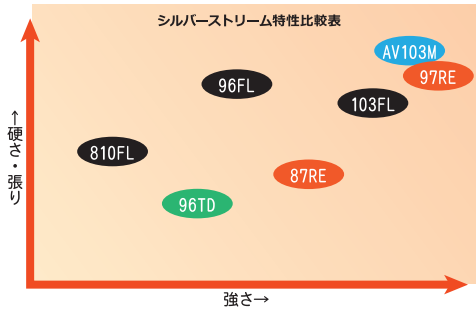 シルバーストリーム特性比較表
AV103M
97RE
96FL
103FL
810FL
87RE
96TD
↑硬さ・張り
強さ→